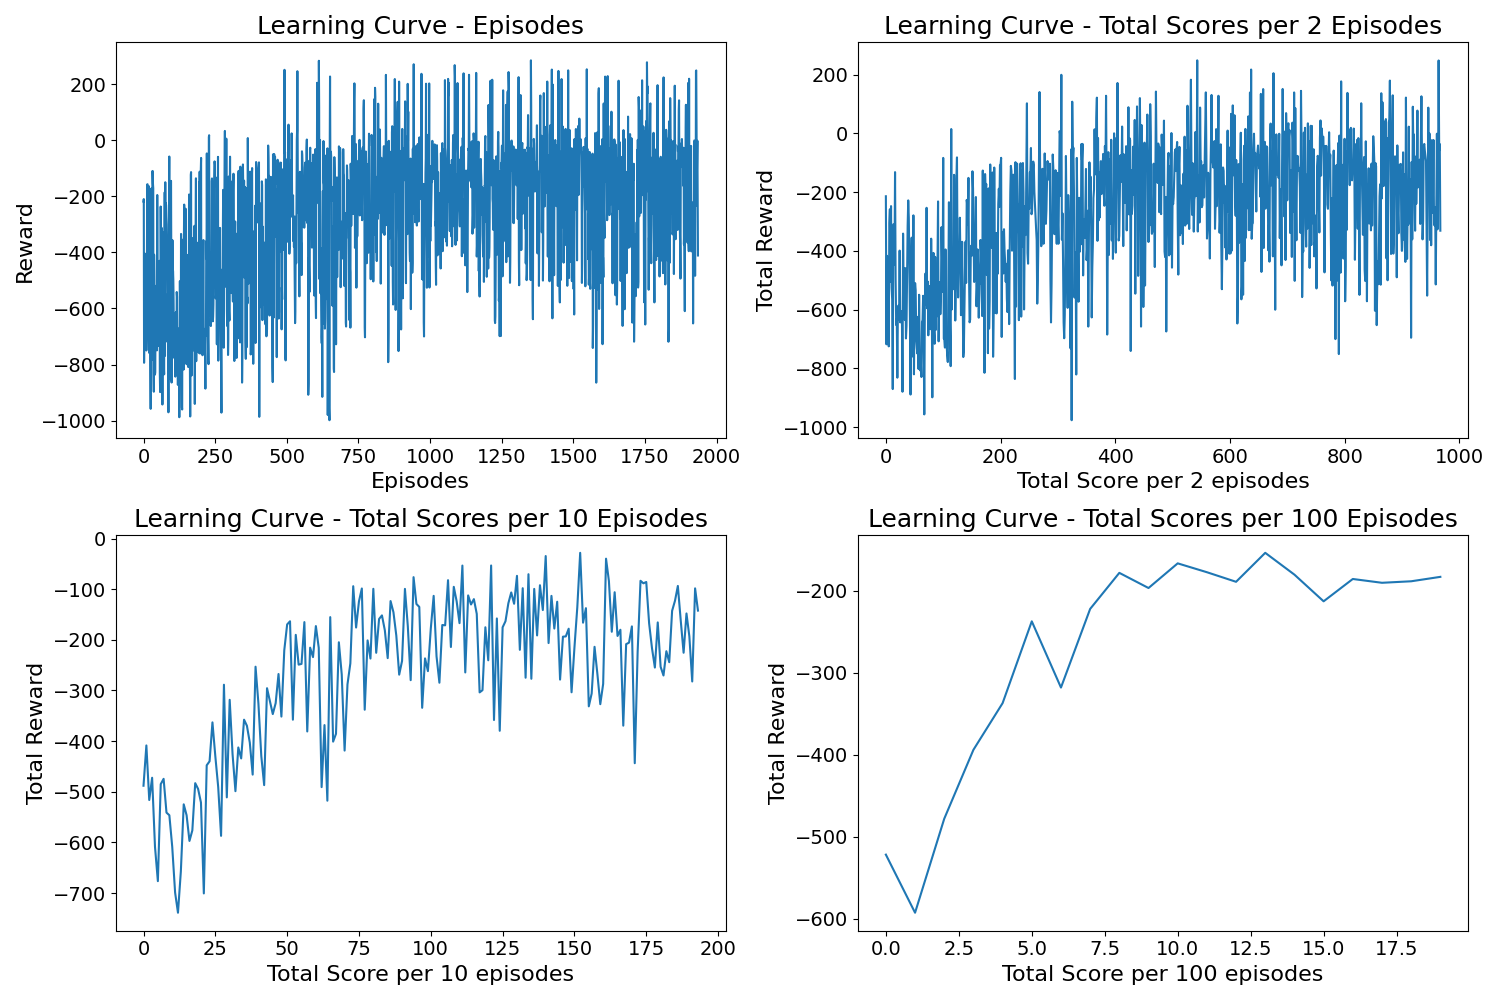 Learning Curve - Episodes
Reward
200
0
−200
−400
−600
−800
−1000
0 250 500 750 1000 1250 1500 1750 2000
Episodes
Learning Curve - Total Scores per 2 Episodes
Total Reward
200
0
−200
−400
−600
−800
−1000
0 200 400 600 800 1000
Total Score per 2 episodes
Learning Curve - Total Scores per 10 Episodes
Total Reward
0
−100
−200
−300
−400
−500
−600
−700
0 25 50 75 100 125 150 175 200
Total Score per 10 episodes
Learning Curve - Total Scores per 100 Episodes
Total Reward
−200
−300
−400
−500
−600
0.0 2.5 5.0 7.5 10.0 12.5 15.0 17.5
Total Score per 100 episodes